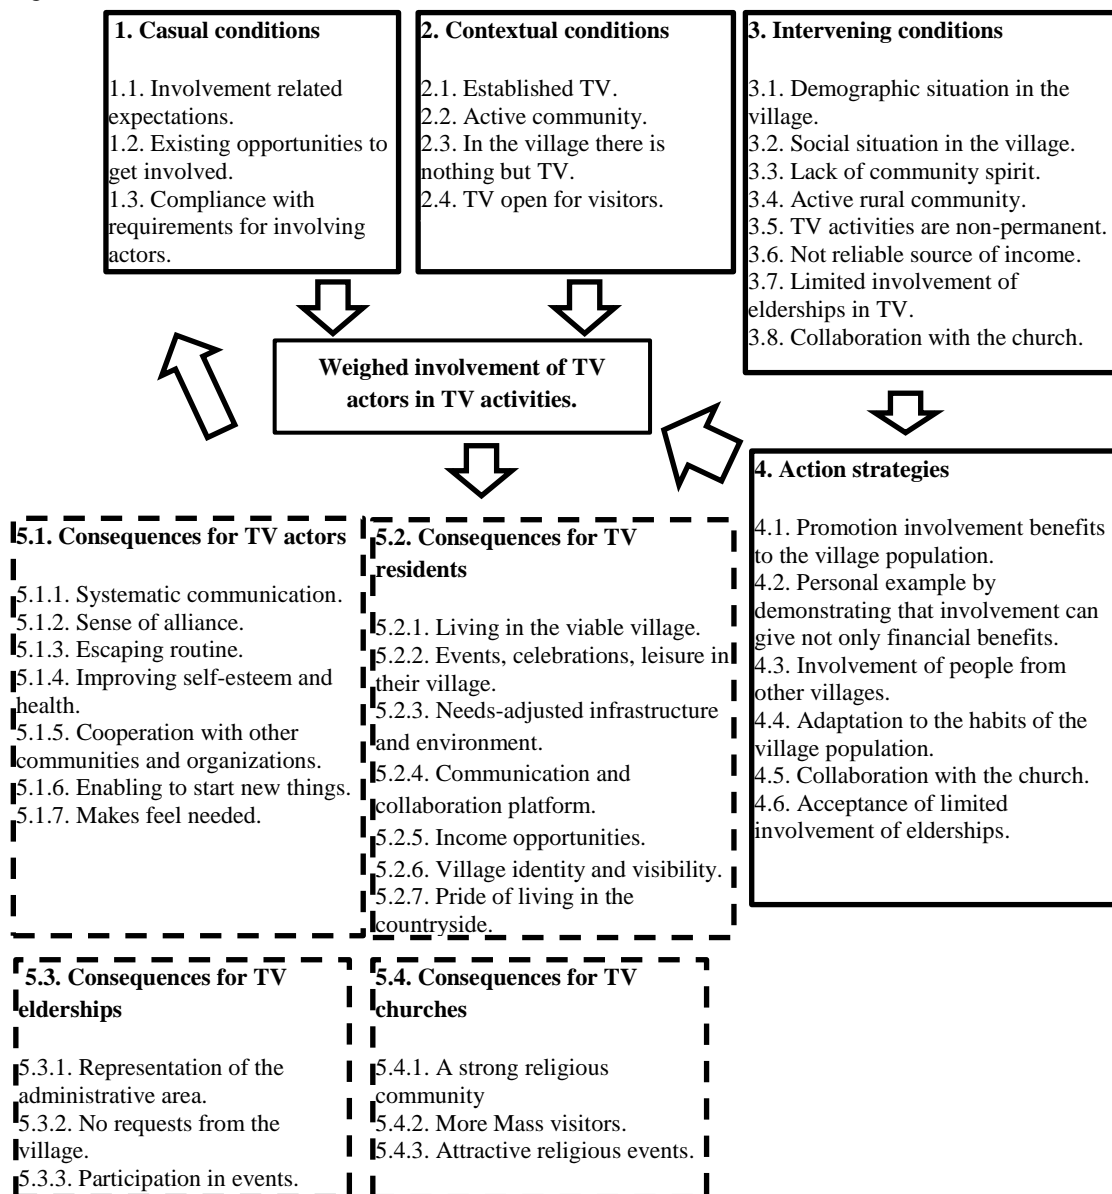 1. Casual conditions
1.1. Involvement related
expectations.
1.2. Existing opportunities to
get involved.
1.3. Compliance with
requirements for involving
actors.
2. Contextual conditions
2.1. Established TV.
2.2. Active community.
2.3. In the village there is
nothing but TV.
2.4. TV open for visitors.
3. Intervening conditions
3.1. Demographic situation in the
village.
3.2. Social situation in the village.
3.3. Lack of community spirit.
3.4. Active rural community.
3.5. TV activities are non-permanent.
3.6. Not reliable source of income.
3.7. Limited involvement of
elderships in TV.
3.8. Collaboration with the church.
Weighed involvement of TV
actors in TV activities.
4. Action strategies
4.1. Promotion involvement benefits
to the village population.
4.2. Personal example by
demonstrating that involvement can
give not only financial benefits.
4.3. Involvement of people from
other villages.
4.4. Adaptation to the habits of the
village population.
4.5. Collaboration with the church.
4.6. Acceptance of limited
involvement of elderships.
5.1. Consequences for TV actors
5.1.1. Systematic communication.
5.1.2. Sense of alliance.
5.1.3. Escaping routine.
5.1.4. Improving self-esteem and
health.
5.1.5. Cooperation with other
communities and organizations.
5.1.6. Enabling to start new things.
5.1.7. Makes feel needed.
5.2. Consequences for TV
residents
5.2.1. Living in the viable village.
5.2.2. Events, celebrations, leisure in
their village.
5.2.3. Needs-adjusted infrastructure
and environment.
5.2.4. Communication and
collaboration platform.
5.2.5. Income opportunities.
5.2.6. Village identity and visibility.
5.2.7. Pride of living in the
countryside.
5.3. Consequences for TV
elderships
5.3.1. Representation of the
administrative area.
5.3.2. No requests from the
village.
5.3.3. Participation in events.
5.4. Consequences for TV
churches
5.4.1. A strong religious
community
5.4.2. More Mass visitors.
5.4.3. Attractive religious events.